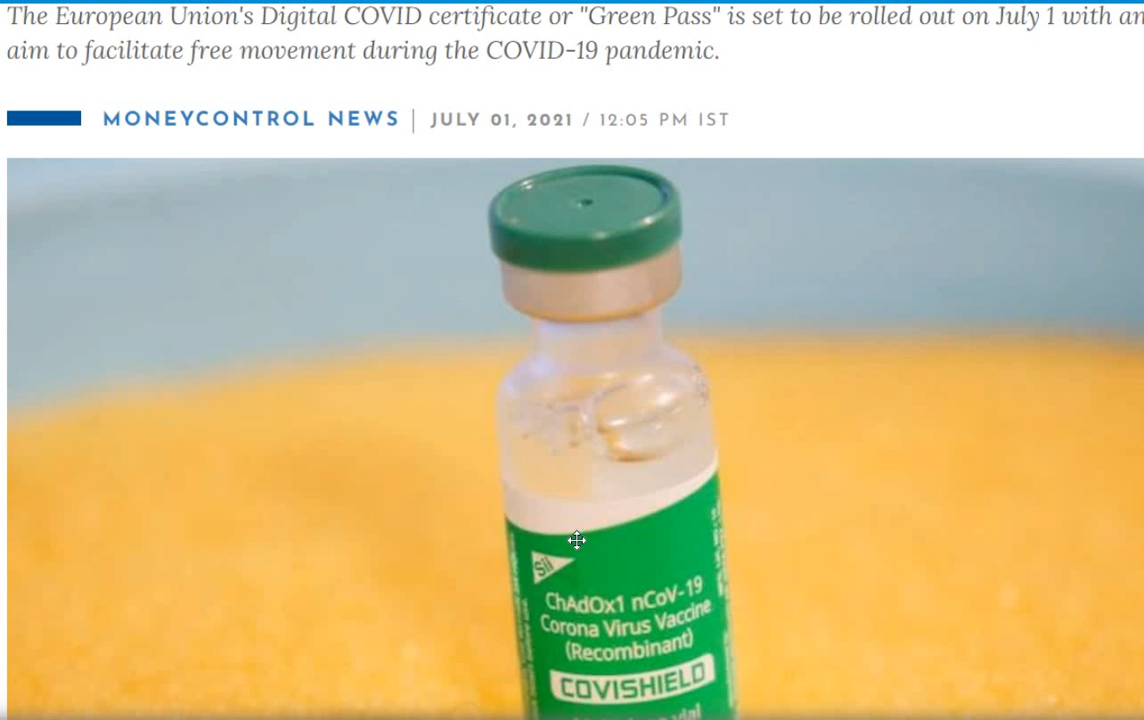 The European Union's Digital COVID certificate or "Green Pass" is set to be rolled out on July 1 with an
aim to facilitate free movement during the COVID-19 pandemic.
MONEYCONTROL NEWS | JULY 01, 2021 / 12:05 PM IST
SII
ChAdOx1 nCoV-19
Corona Virus Vaccine
(Recombinant)
COVISHIELD